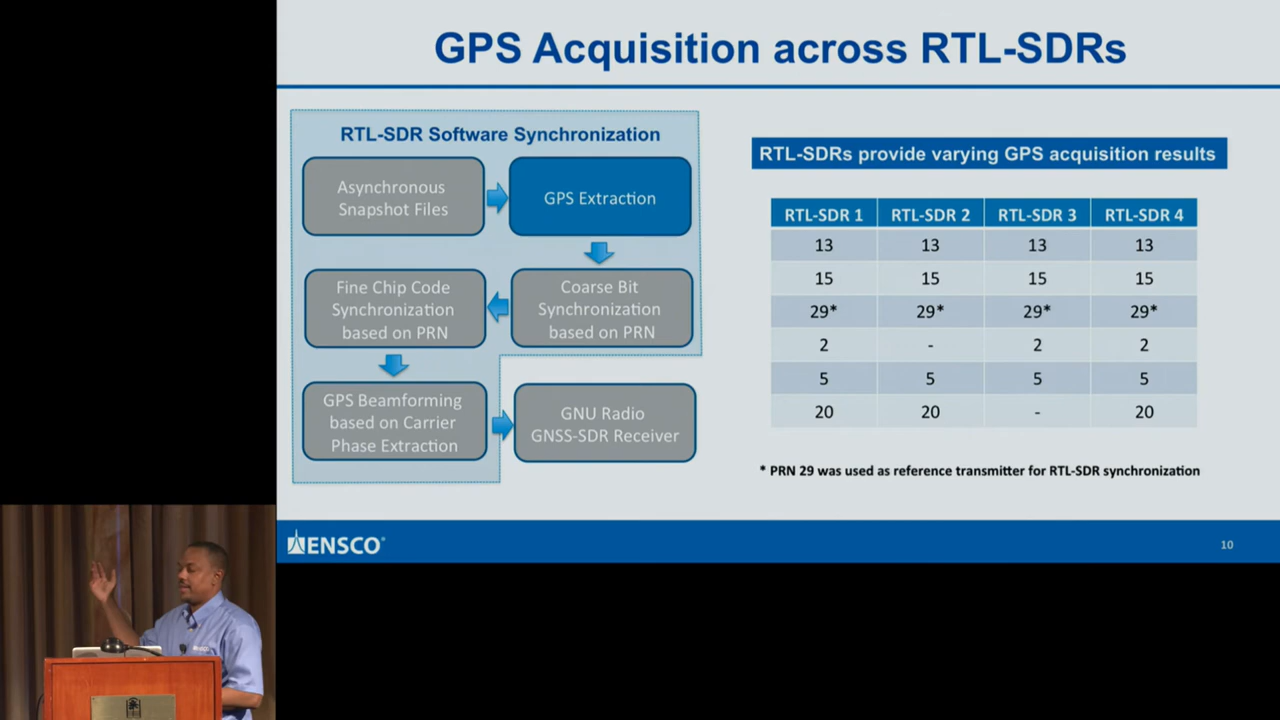 GPS Acquisition across RTL-SDRs
RTL-SDR Software Synchronization
Asynchronous
Snapshot Files
GPS Extraction
Coarse Bit
Synchronization
based on PRN
Fine Chip Code
Synchronization
based on PRN
GPS Beamforming
based on Carrier
Phase Extraction
GNU Radio
GNSS-SDR Receiver
RTL-SDRs provide varying GPS acquisition results
RTL-SDR 1 RTL-SDR 2 RTL-SDR 3 RTL-SDR 4
13 13 13 13
15 15 15 15
29* 29* 29* 29*
2 - 2 2
5 5 5 5
20 20 - 20
* PRN 29 was used as reference transmitter for RTL-SDR synchronization
ENSCO®
10